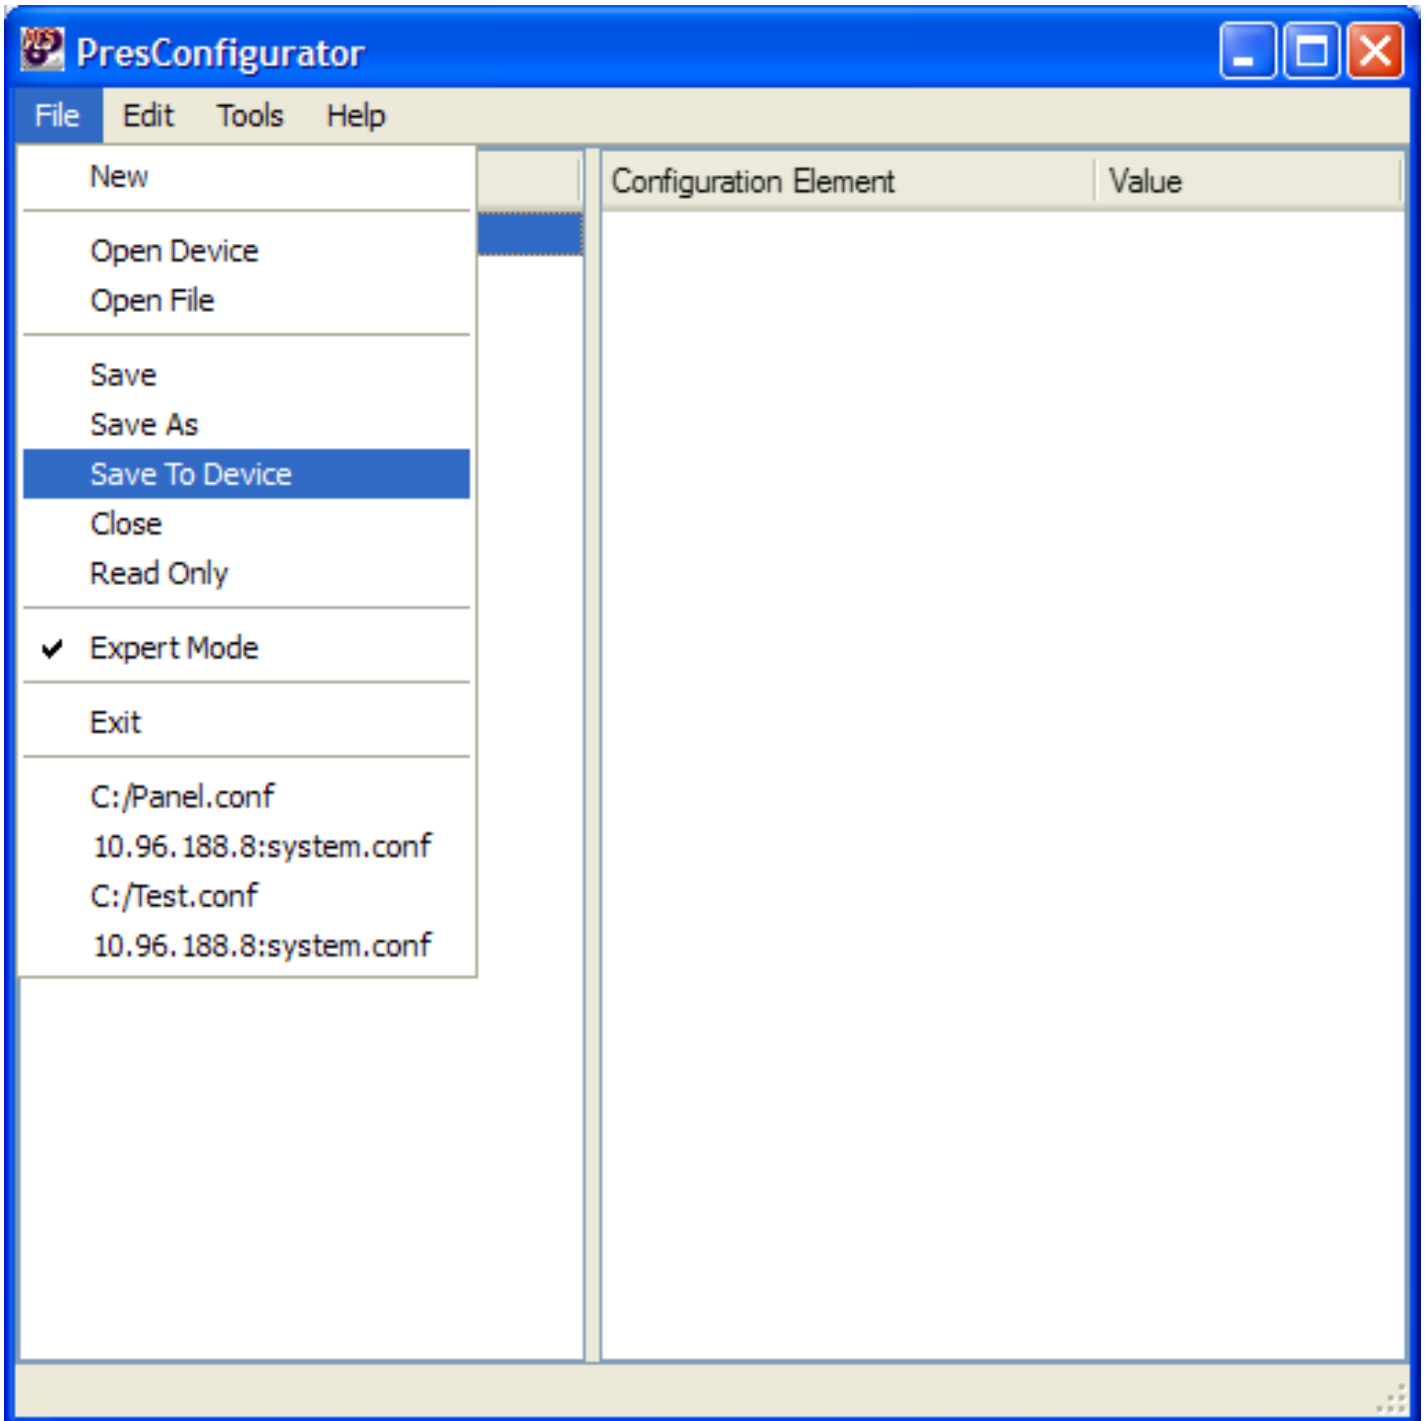 PresConfigurator
File Edit Tools Help
Configuration Element Value
New
Open Device
Open File
Save
Save As
Save To Device
Close
Read Only
Expert Mode
Exit
C:/Panel.conf
10.96.188.8:system.conf
C:/Test.conf
10.96.188.8:system.conf